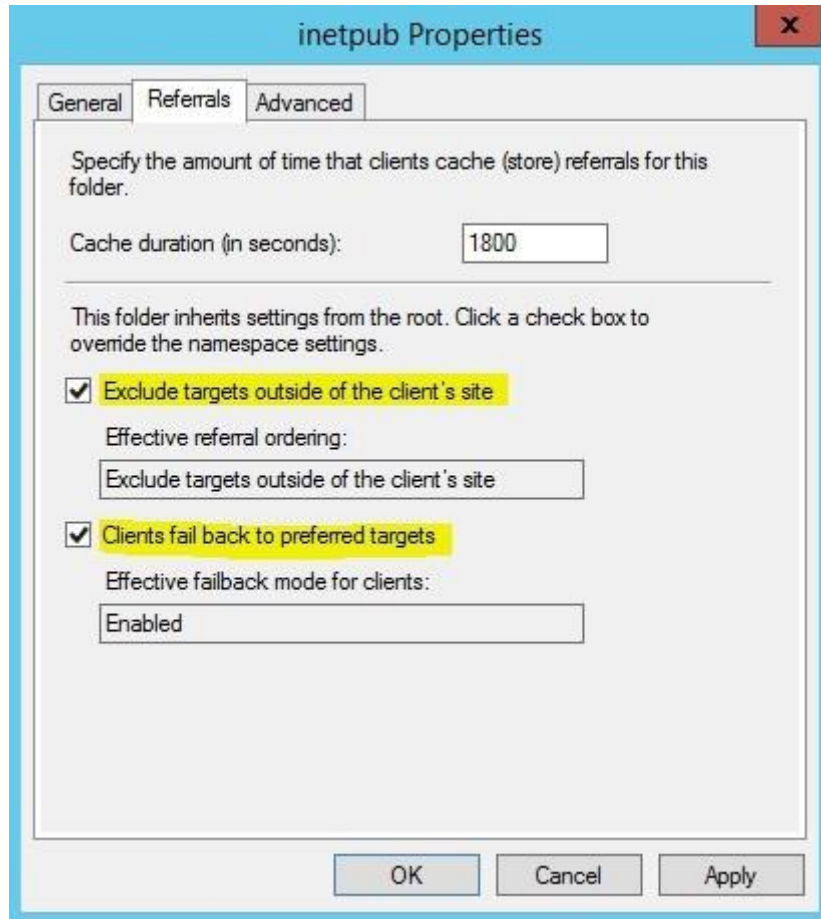 inetpub Properties
x
General Referrals Advanced
Specify the amount of time that clients cache (store) referrals for this
folder.
Cache duration (in seconds): 1800
This folder inherits settings from the root. Click a check box to
override the namespace settings.
Exclude targets outside of the client's site
Effective referral ordering:
Exclude targets outside of the client's site
Clients fail back to preferred targets
Effective failback mode for clients:
Enabled
OK Cancel Apply